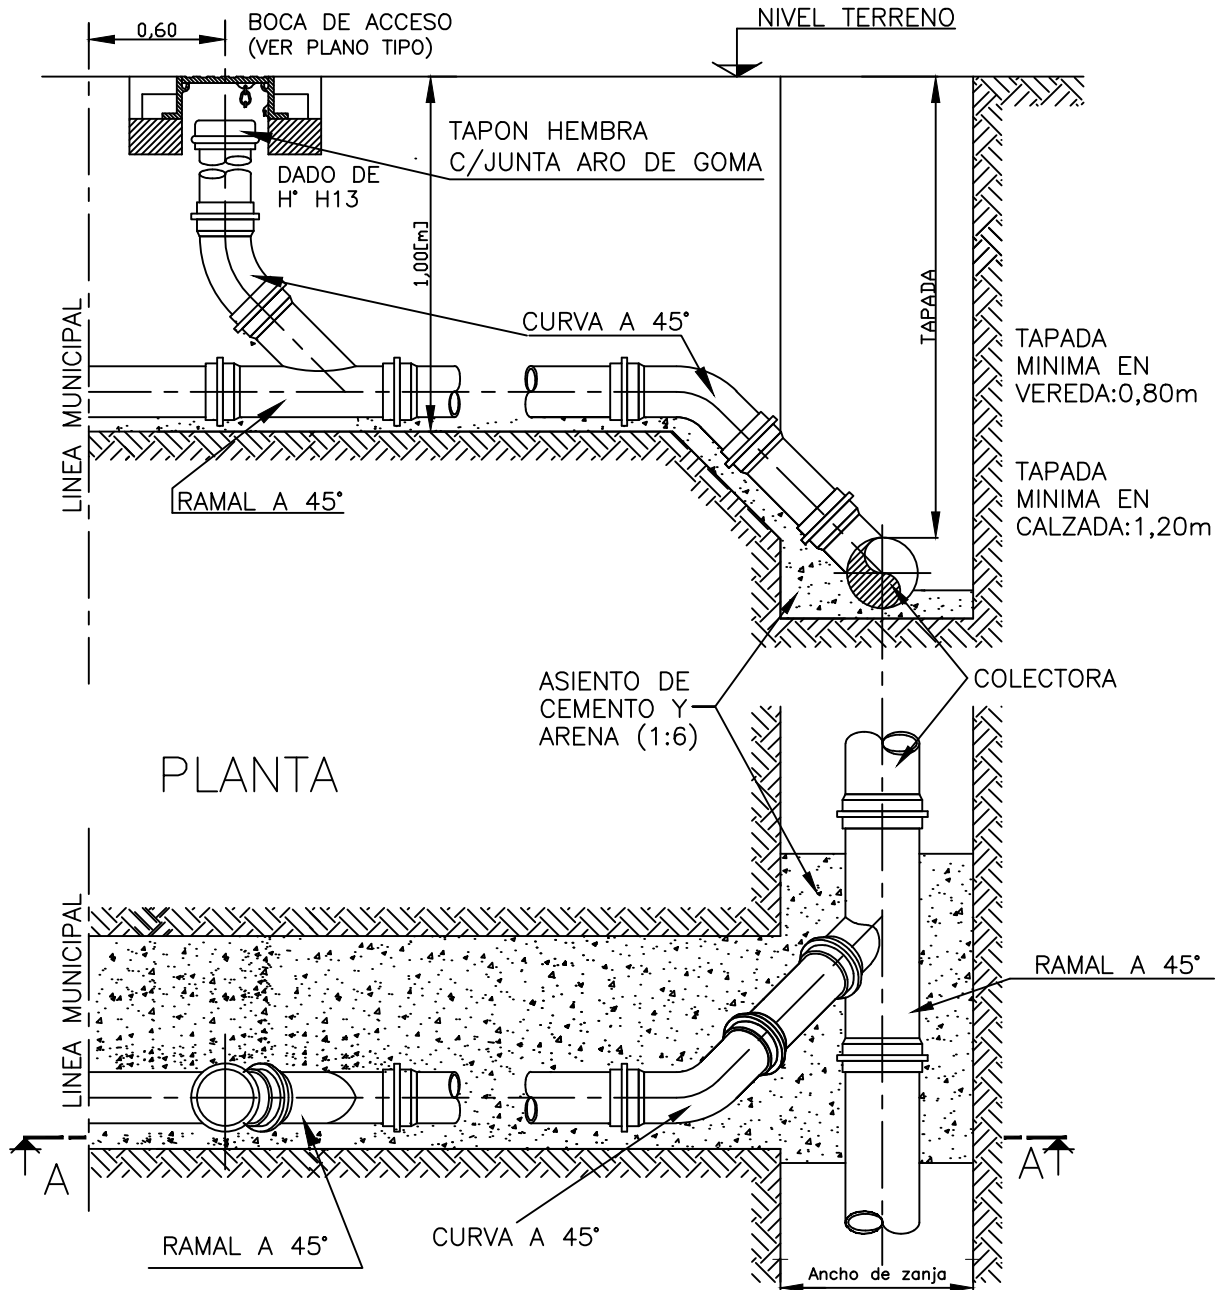 0,60
BOCA DE ACCESO
(VER PLANO TIPO)
NIVEL TERRENO
TAPON HEMBRA
C/JUNTA ARO DE GOMA
DADO DE
H° H13
1,00[m]
TAPADA
CURVA A 45°
LINEA MUNICIPAL
TAPADA
MINIMA EN
VEREDA:0,80m
RAMAL A 45°
TAPADA
MINIMA EN
CALZADA:1,20m
ASIENTO DE
CEMENTO Y
ARENA (1:6)
COLECTORA
PLANTA
LINEA MUNICIPAL
RAMAL A 45°
A
A
RAMAL A 45°
CURVA A 45°
Ancho de zanja